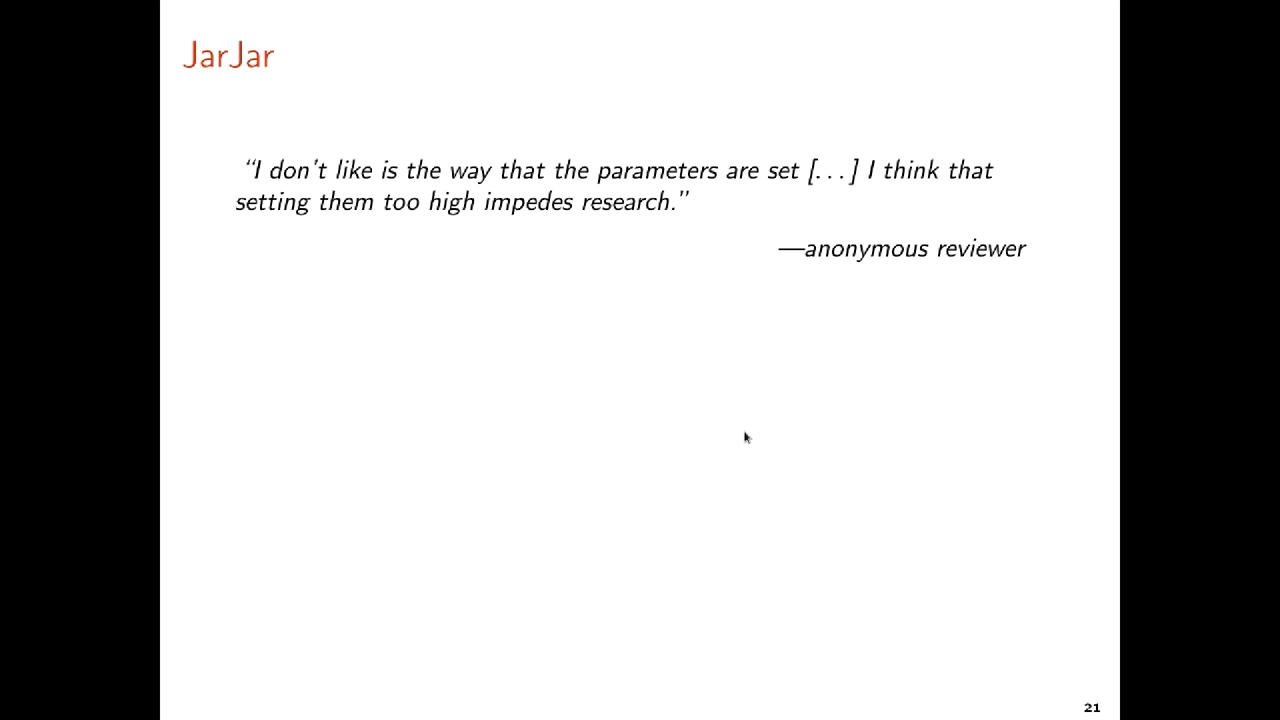 JarJar
“I don’t like is the way that the parameters are set [. . . ] I think that
setting them too high impedes research.”
—anonymous reviewer
21